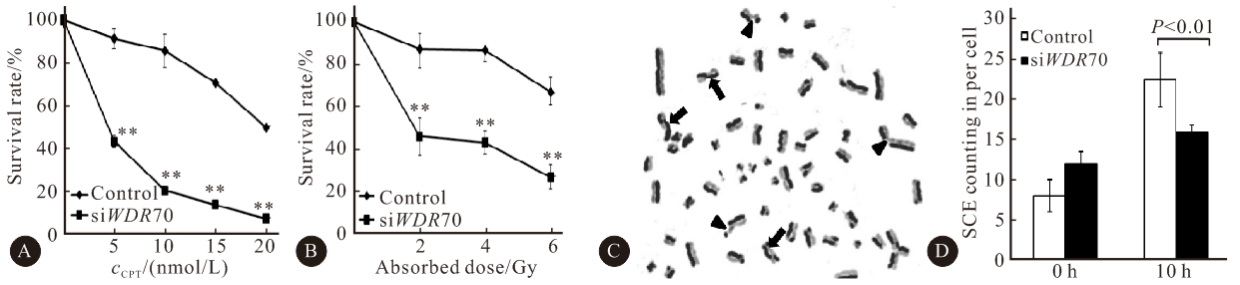 100
80
60
40
20
0
Survival rate/%
**
**
**
**
Control
siWDR70
5
10
15
20
A
c_CPT/(nmol/L)
100
80
60
40
20
0
Survival rate/%
**
**
**
Control
siWDR70
2
4
6
B
Absorbed dose/Gy
C
30
25
20
15
10
5
0
SCE counting in per cell
Control
siWDR70
P<0.01
0 h
10 h
D